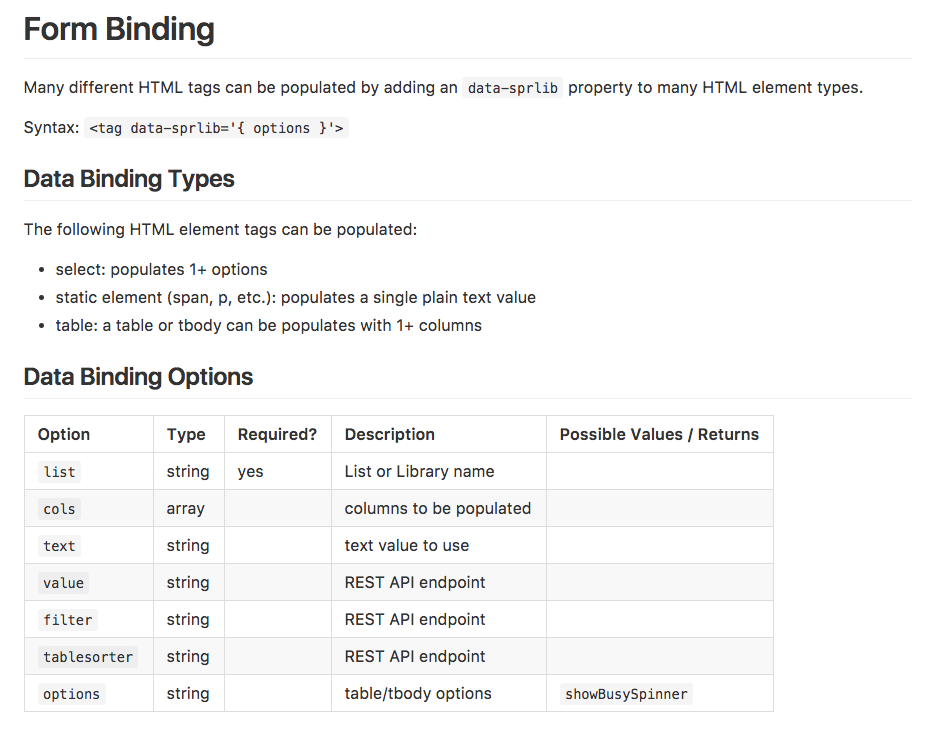 Form Binding
Many different HTML tags can be populated by adding an data-sprlib property to many HTML element types.
Syntax: <tag data-sprlib='{ options }'>
Data Binding Types
The following HTML element tags can be populated:
• select: populates 1+ options
• static element (span, p, etc.): populates a single plain text value
• table: a table or tbody can be populates with 1+ columns
Data Binding Options
Option Type Required? Description Possible Values / Returns
list string yes List or Library name
cols array columns to be populated
text string text value to use
value string REST API endpoint
filter string REST API endpoint
tablesorter string REST API endpoint
options string table/tbody options showBusySpinner